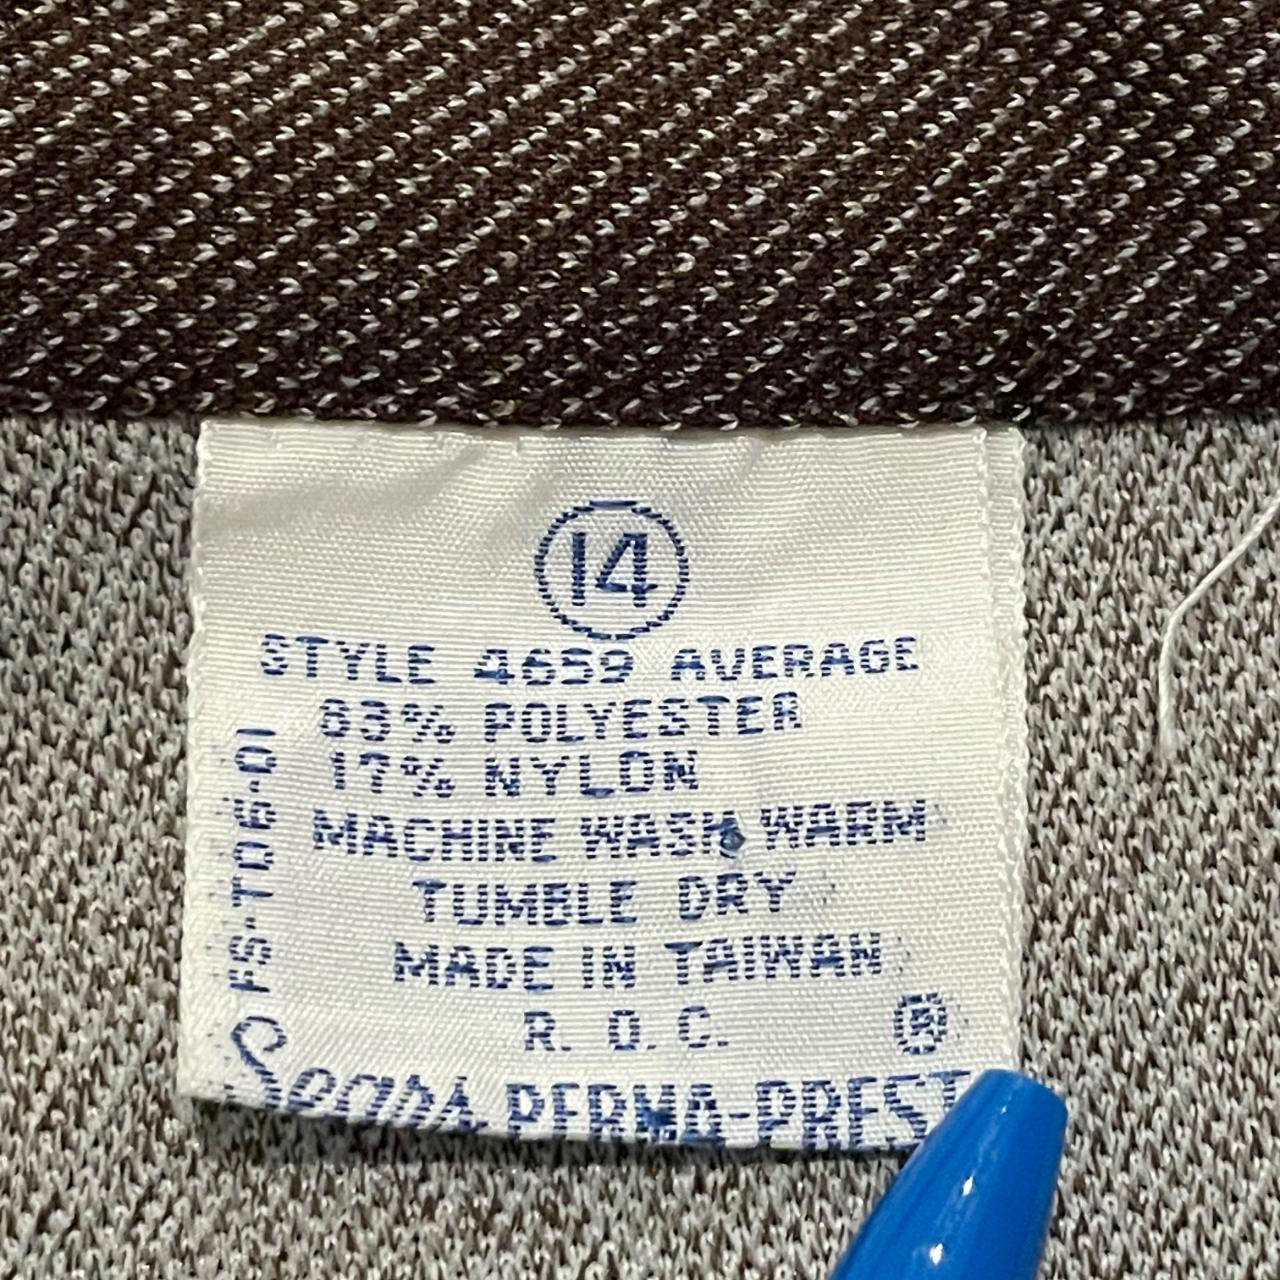 14
STYLE 4659 AVERAGE
83% POLYESTER
17% NYLON
MACHINE WASH WARM
TUMBLE DRY
MADE IN TAIWAN
R. O. C.
®
Sears PERMA-PREST
FS-T06-01